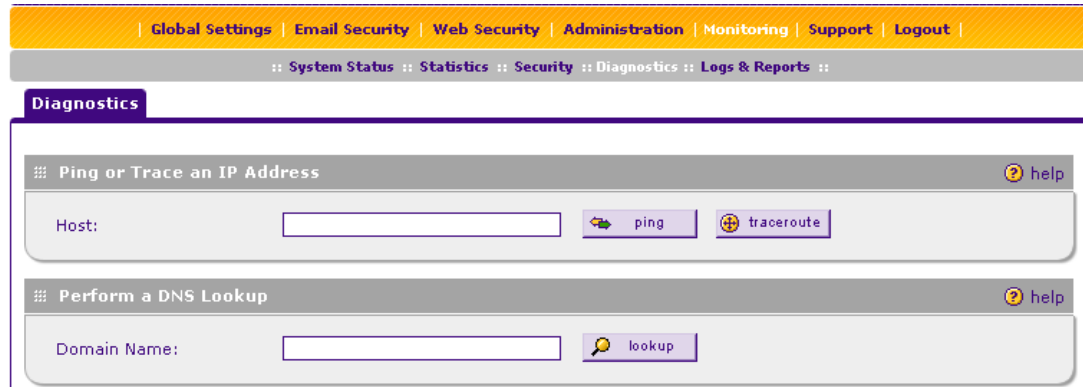 | Global Settings | Email Security | Web Security | Administration | Monitoring | Support | Logout |
:: System Status :: Statistics :: Security :: Diagnostics :: Logs & Reports ::
Diagnostics
Ping or Trace an IP Address ? help
Host: ping traceroute
Perform a DNS Lookup ? help
Domain Name: lookup